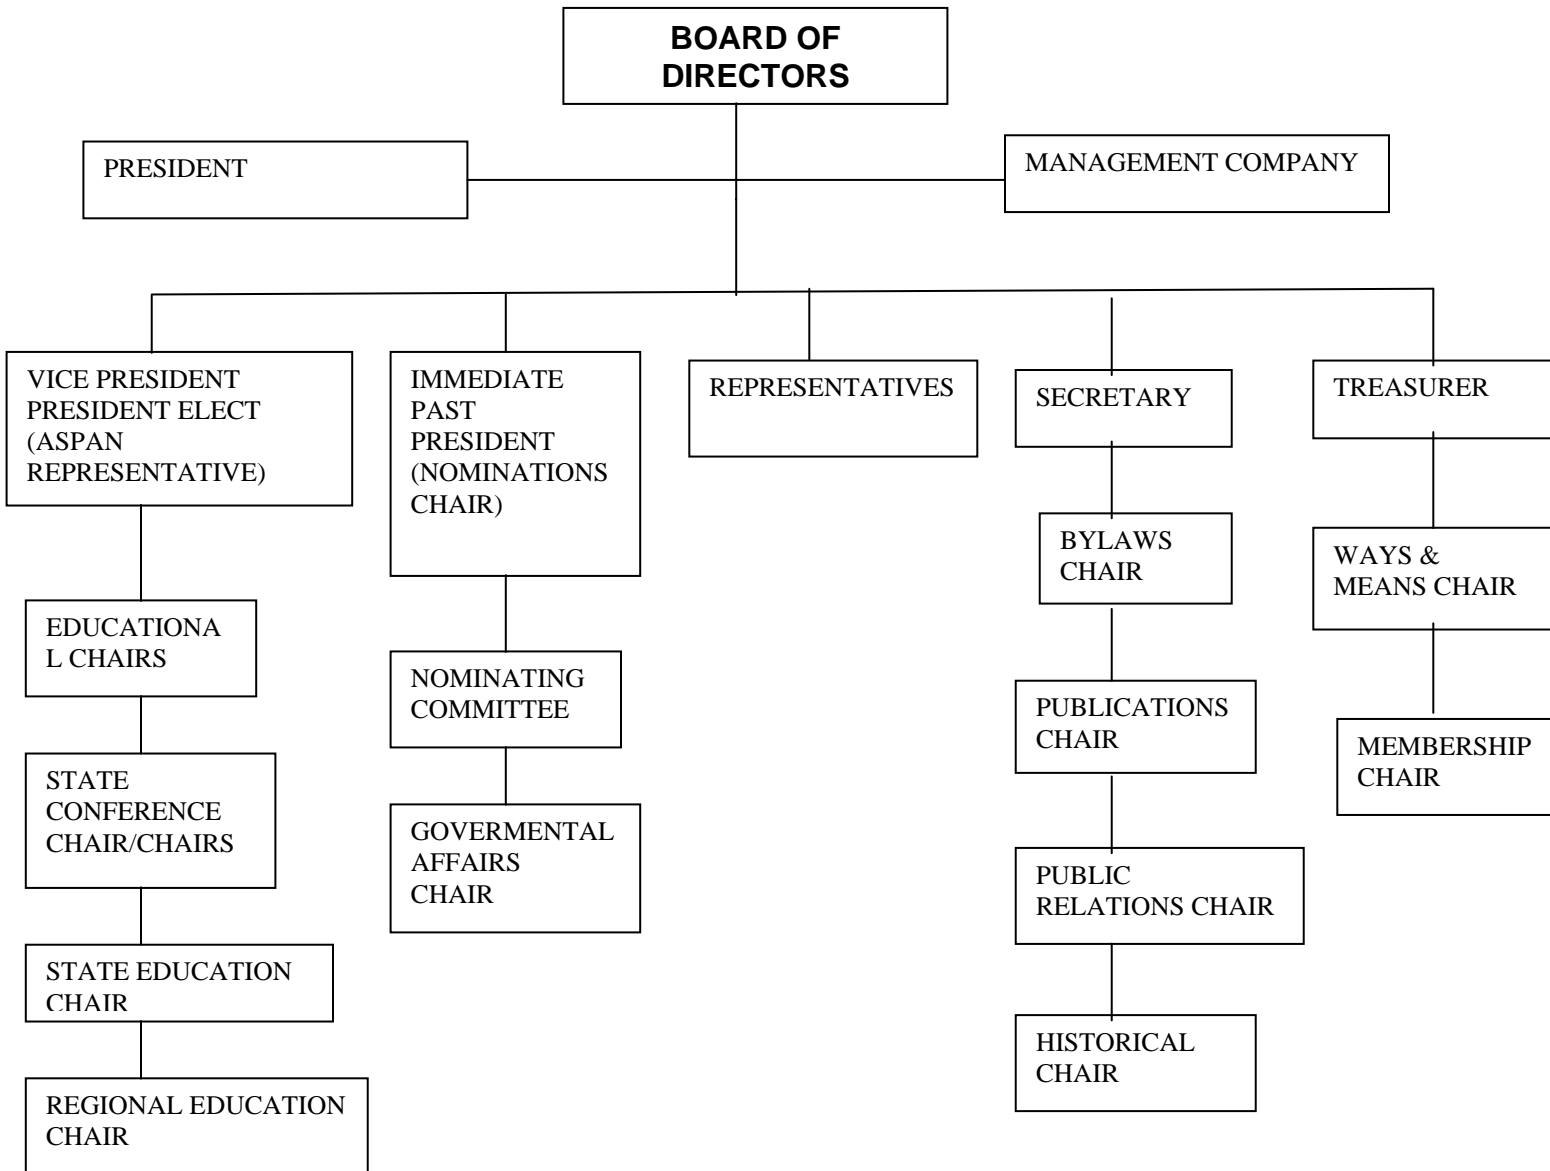 BOARD OF
DIRECTORS
PRESIDENT
MANAGEMENT COMPANY
VICE PRESIDENT
PRESIDENT ELECT
(ASPAN
REPRESENTATIVE)
IMMEDIATE
PAST
PRESIDENT
(NOMINATIONS
CHAIR)
REPRESENTATIVES
SECRETARY
TREASURER
EDUCATIONA
L CHAIRS
STATE
CONFERENCE
CHAIR/CHAIRS
STATE EDUCATION
CHAIR
REGIONAL EDUCATION
CHAIR
NOMINATING
COMMITTEE
GOVERMENTAL
AFFAIRS
CHAIR
BYLAWS
CHAIR
PUBLICATIONS
CHAIR
PUBLIC
RELATIONS CHAIR
HISTORICAL
CHAIR
WAYS &
MEANS CHAIR
MEMBERSHIP
CHAIR